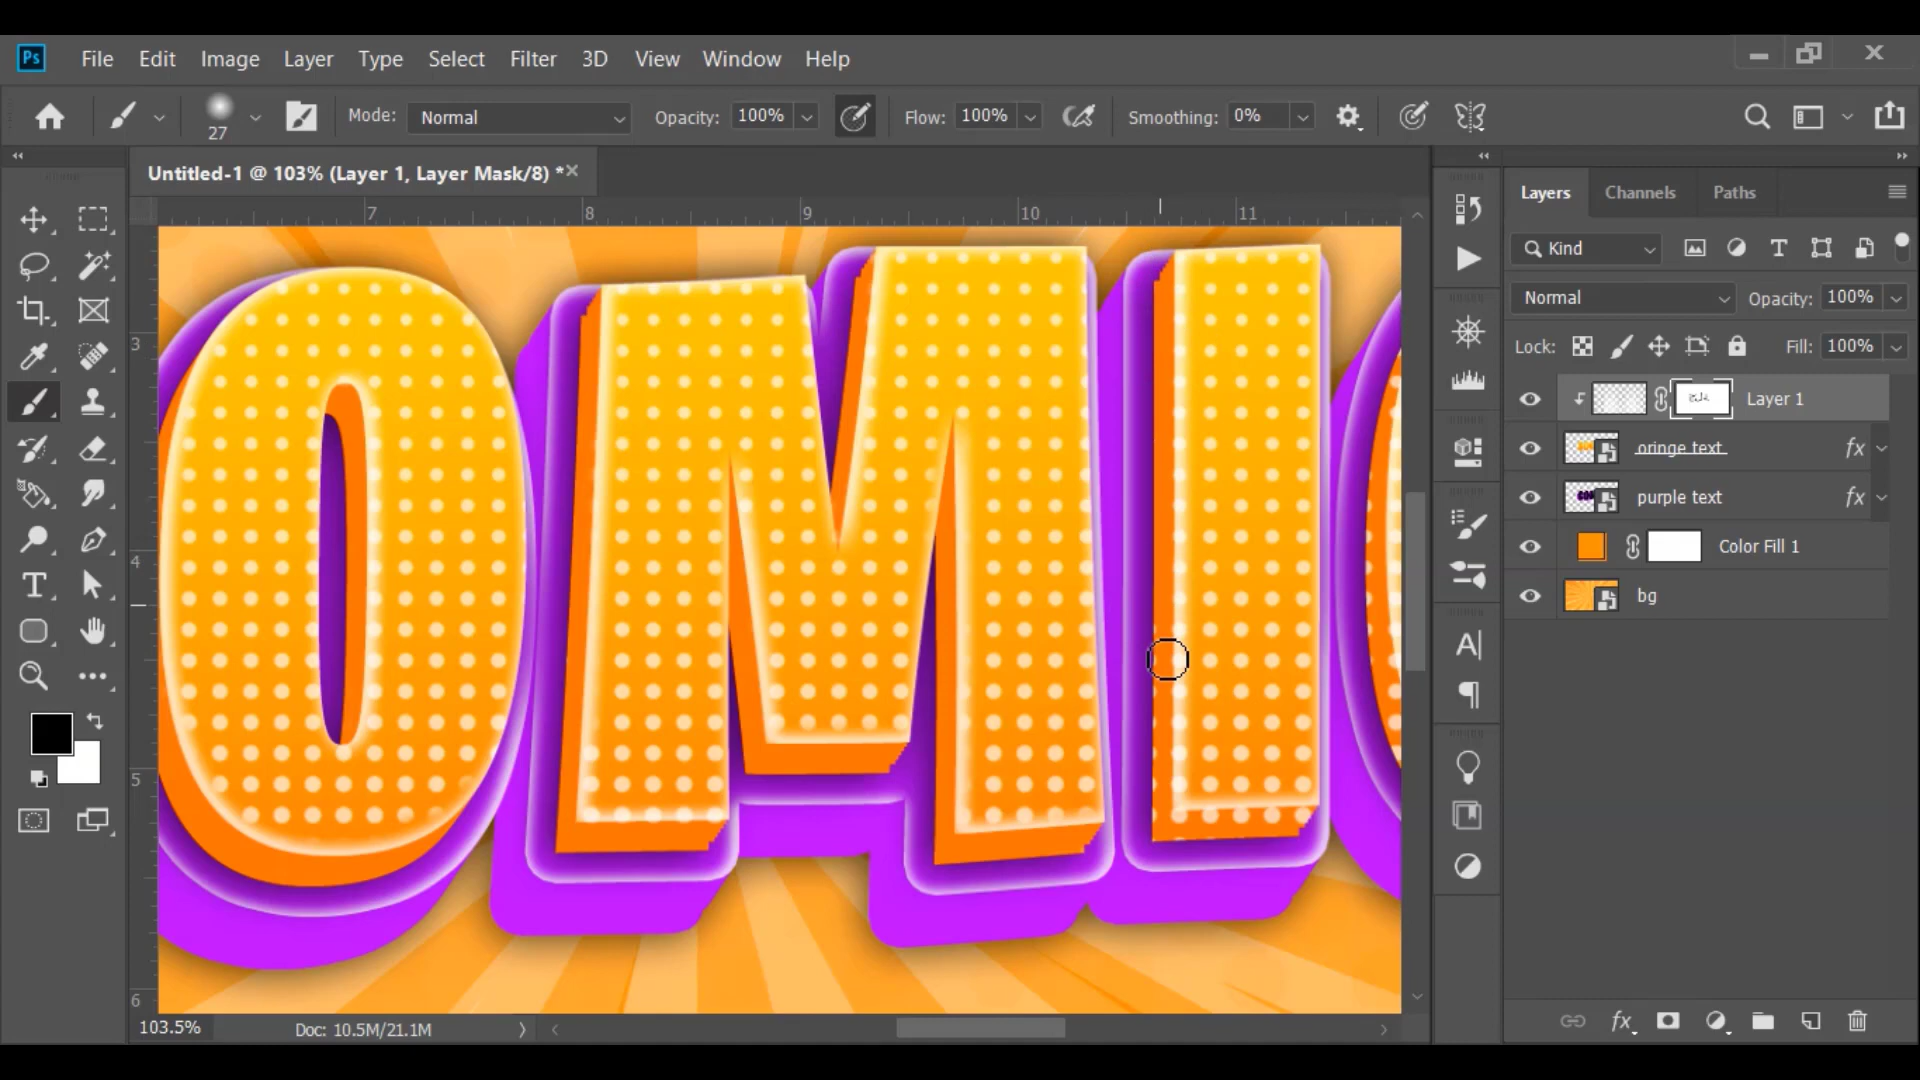 Ps File Edit Image Layer Type Select Filter 3D View Window Help
27 Mode: Normal Opacity: 100% Flow: 100% Smoothing: 0%
Untitled-1 @ 103% (Layer 1, Layer Mask/8) *
7 8 9 10 11
3
4
5
6
OMI
103.5% Doc: 10.5M/21.1M
Layers Channels Paths
Kind
Normal Opacity: 100%
Lock: Fill: 100%
Layer 1
oringe text fx
purple text fx
Color Fill 1
bg
fx